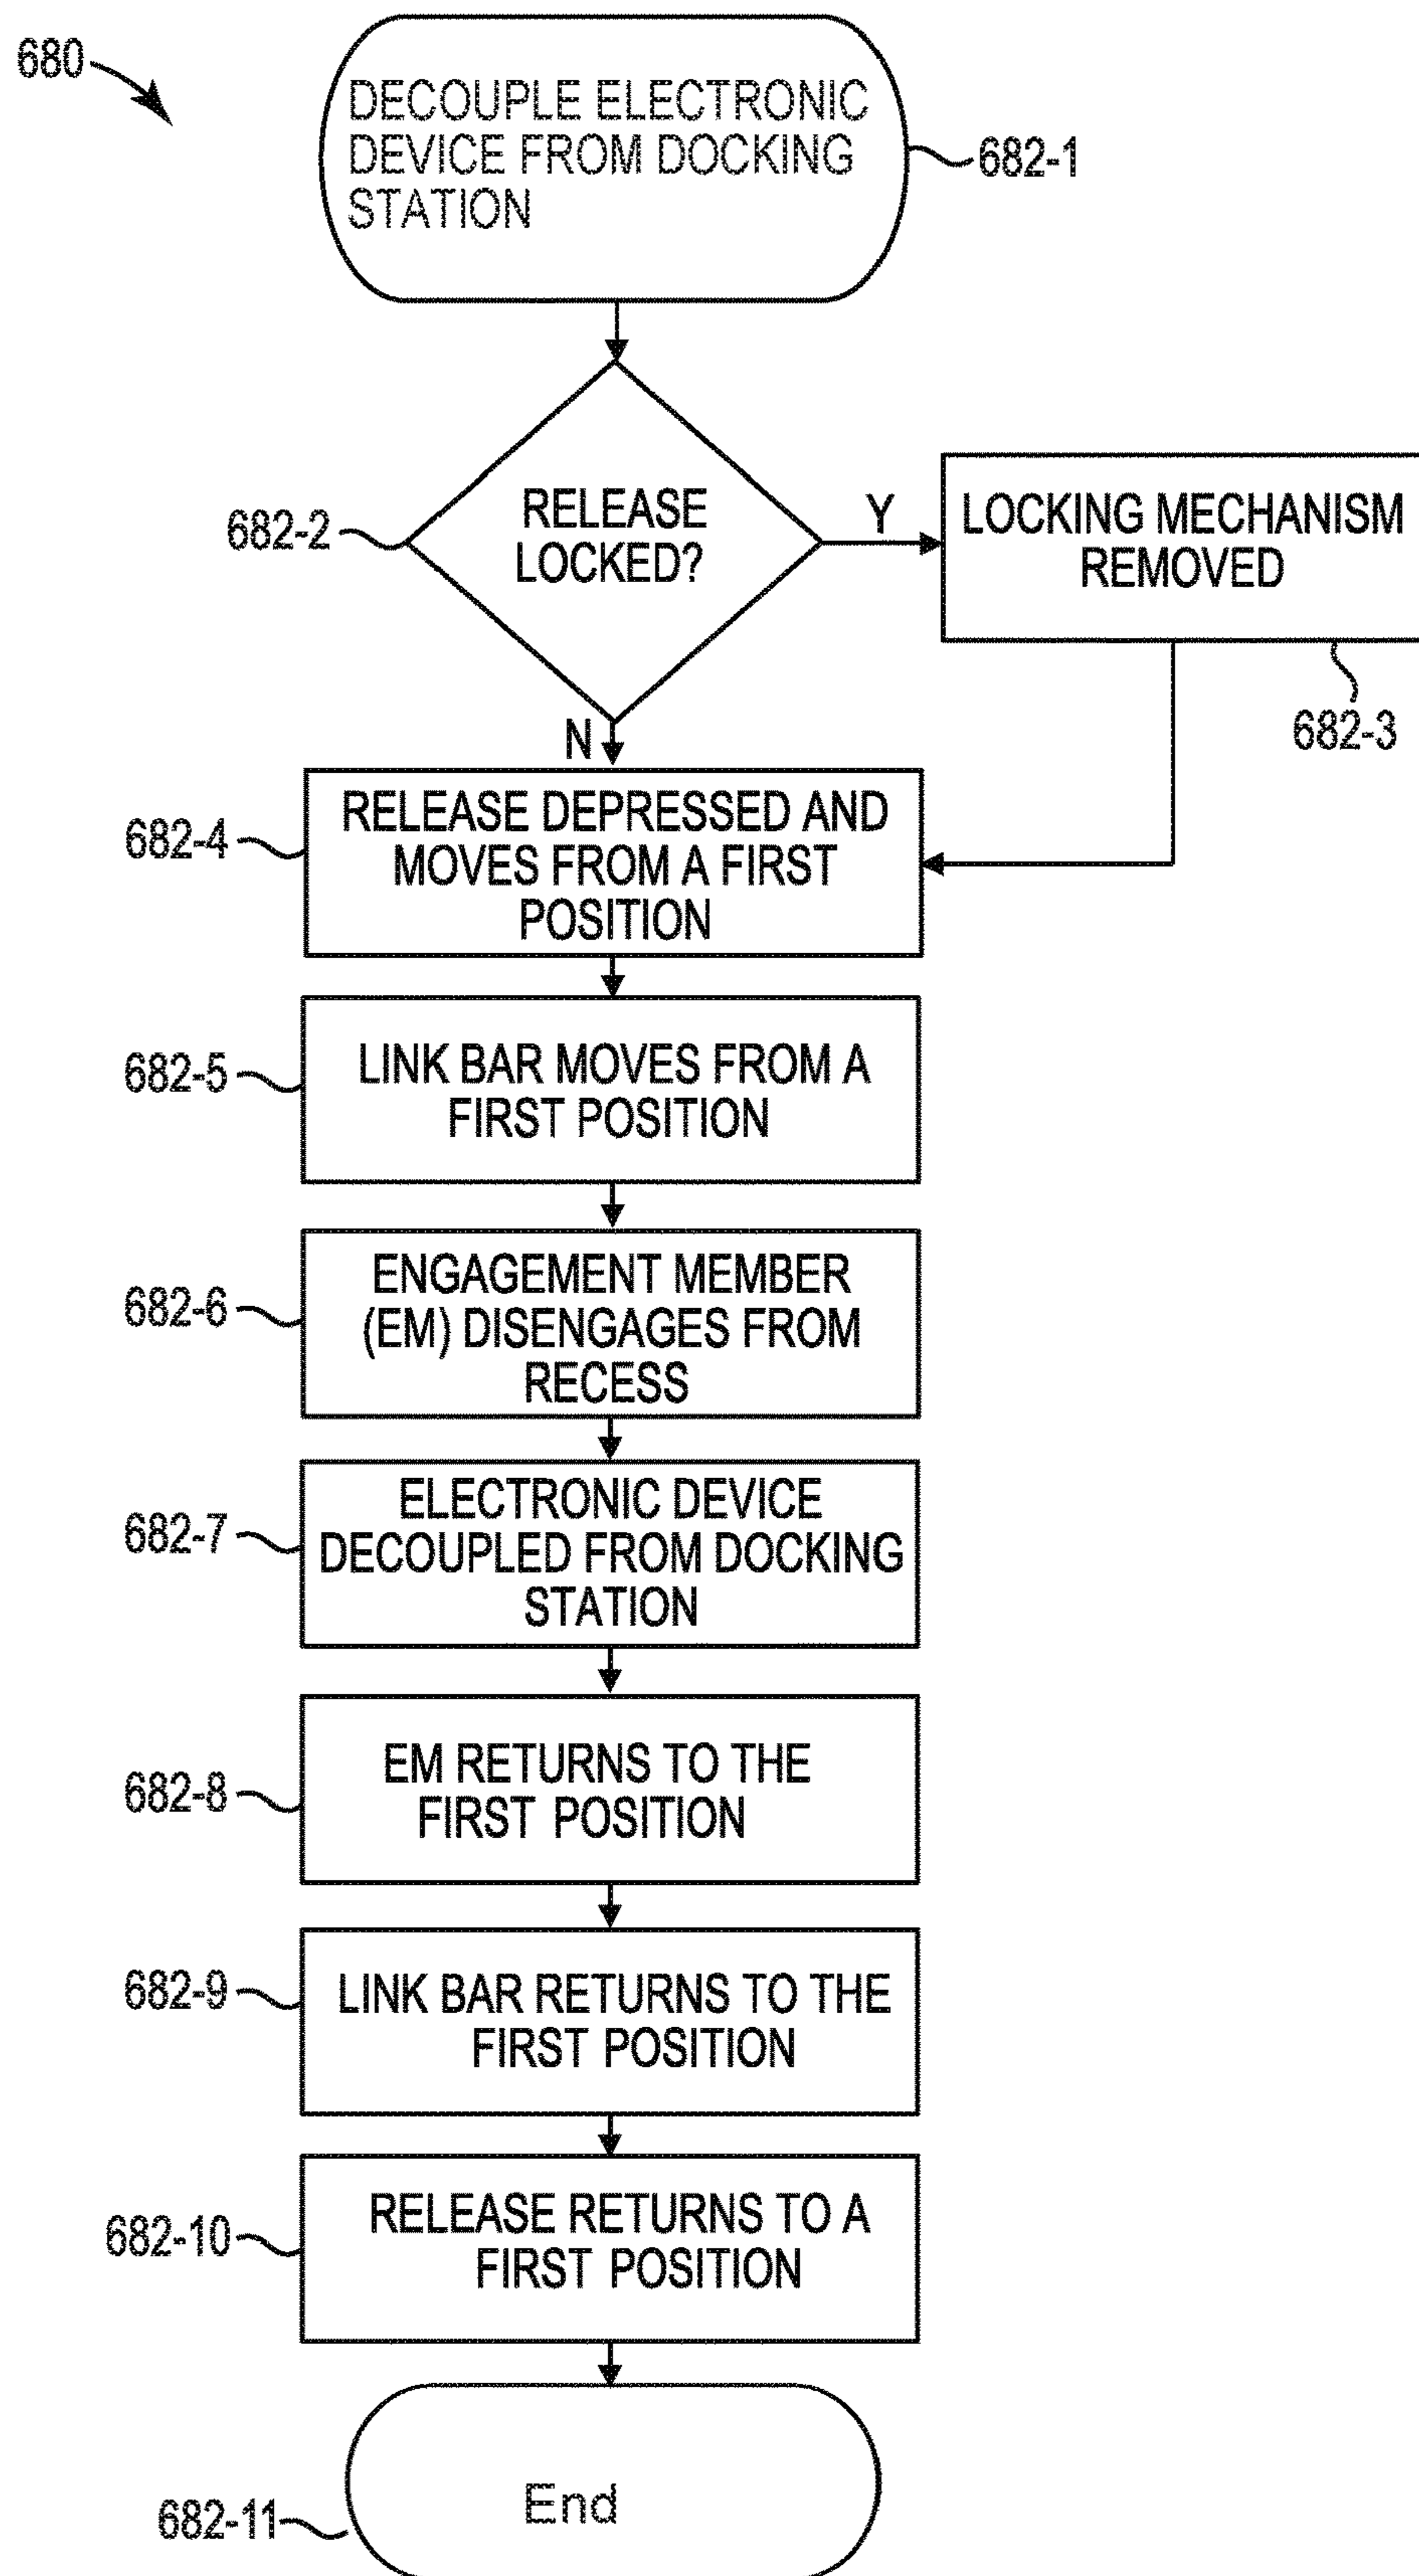 680
DECOUPLE ELECTRONIC
DEVICE FROM DOCKING
STATION
682-1
RELEASE
LOCKED?
682-2
Y
LOCKING MECHANISM
REMOVED
682-3
N
RELEASE DEPRESSED AND
MOVES FROM A FIRST
POSITION
682-4
LINK BAR MOVES FROM A
FIRST POSITION
682-5
ENGAGEMENT MEMBER
(EM) DISENGAGES FROM
RECESS
682-6
ELECTRONIC DEVICE
DECOUPLED FROM DOCKING
STATION
682-7
EM RETURNS TO THE
FIRST POSITION
682-8
LINK BAR RETURNS TO THE
FIRST POSITION
682-9
RELEASE RETURNS TO A
FIRST POSITION
682-10
End
682-11